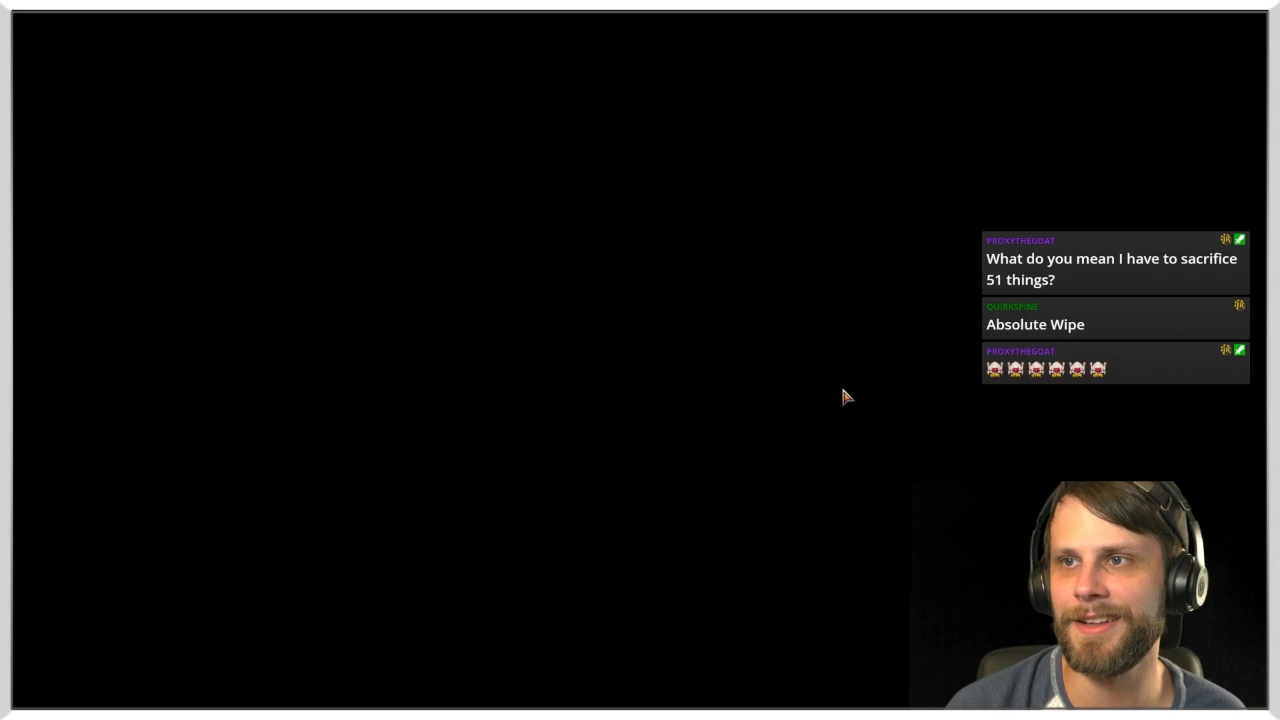 PROXYTHEGOAT
What do you mean I have to sacrifice
51 things?
QUIRKSPINE
Absolute Wipe
PROXYTHEGOAT